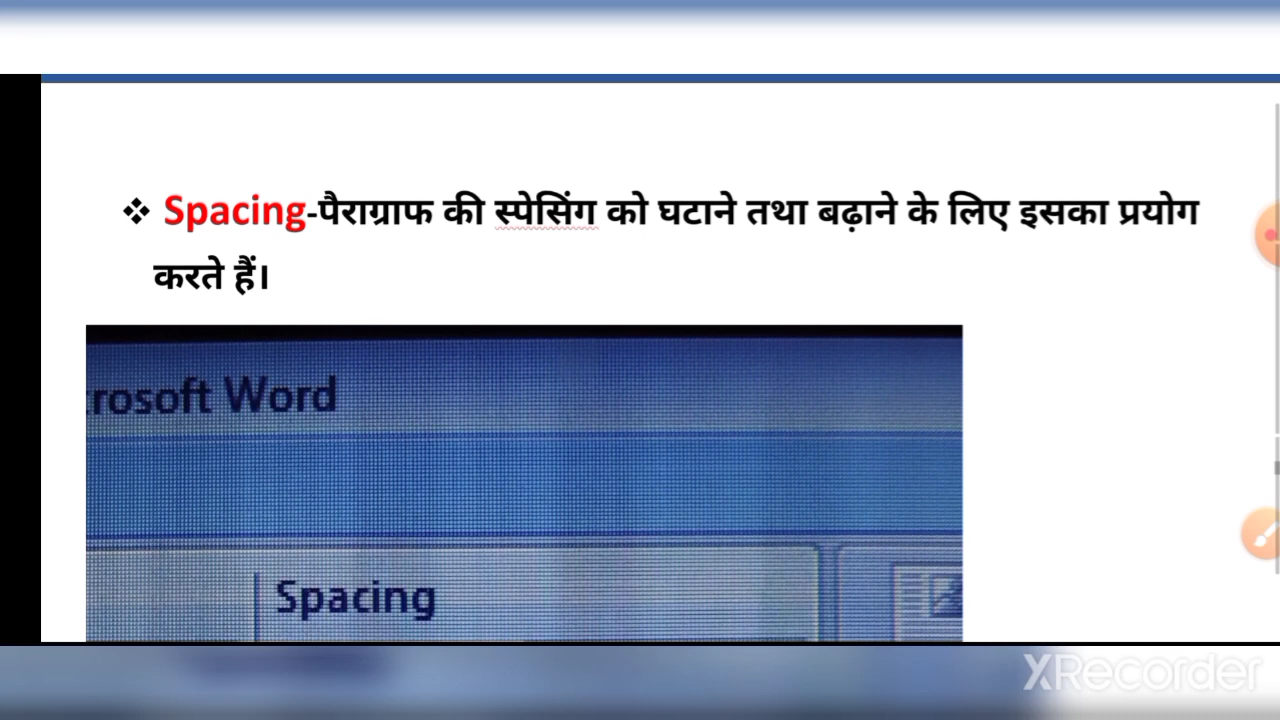 ❖ Spacing-पैराग्राफ की स्पेसिंग को घटाने तथा बढ़ाने के लिए इसका प्रयोग
करते हैं।
rosoft Word
Spacing
XRecorder